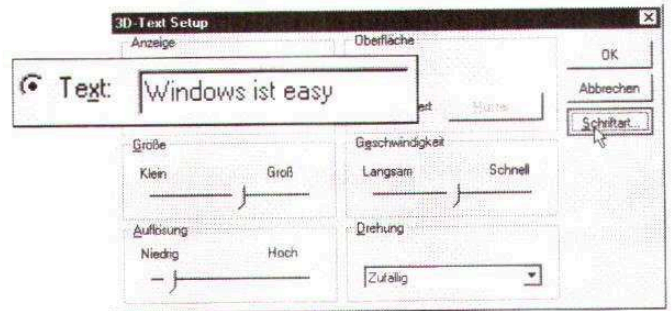 3D-Text Setup
Anzeige
Oberfläche
OK
Text: Windows ist easy
Abbrechen
Muster
Schriftart...
Größe
Klein Groß
Geschwindigkeit
Langsam Schnell
Auflösung
Niedrig Hoch
Drehung
Zufällig